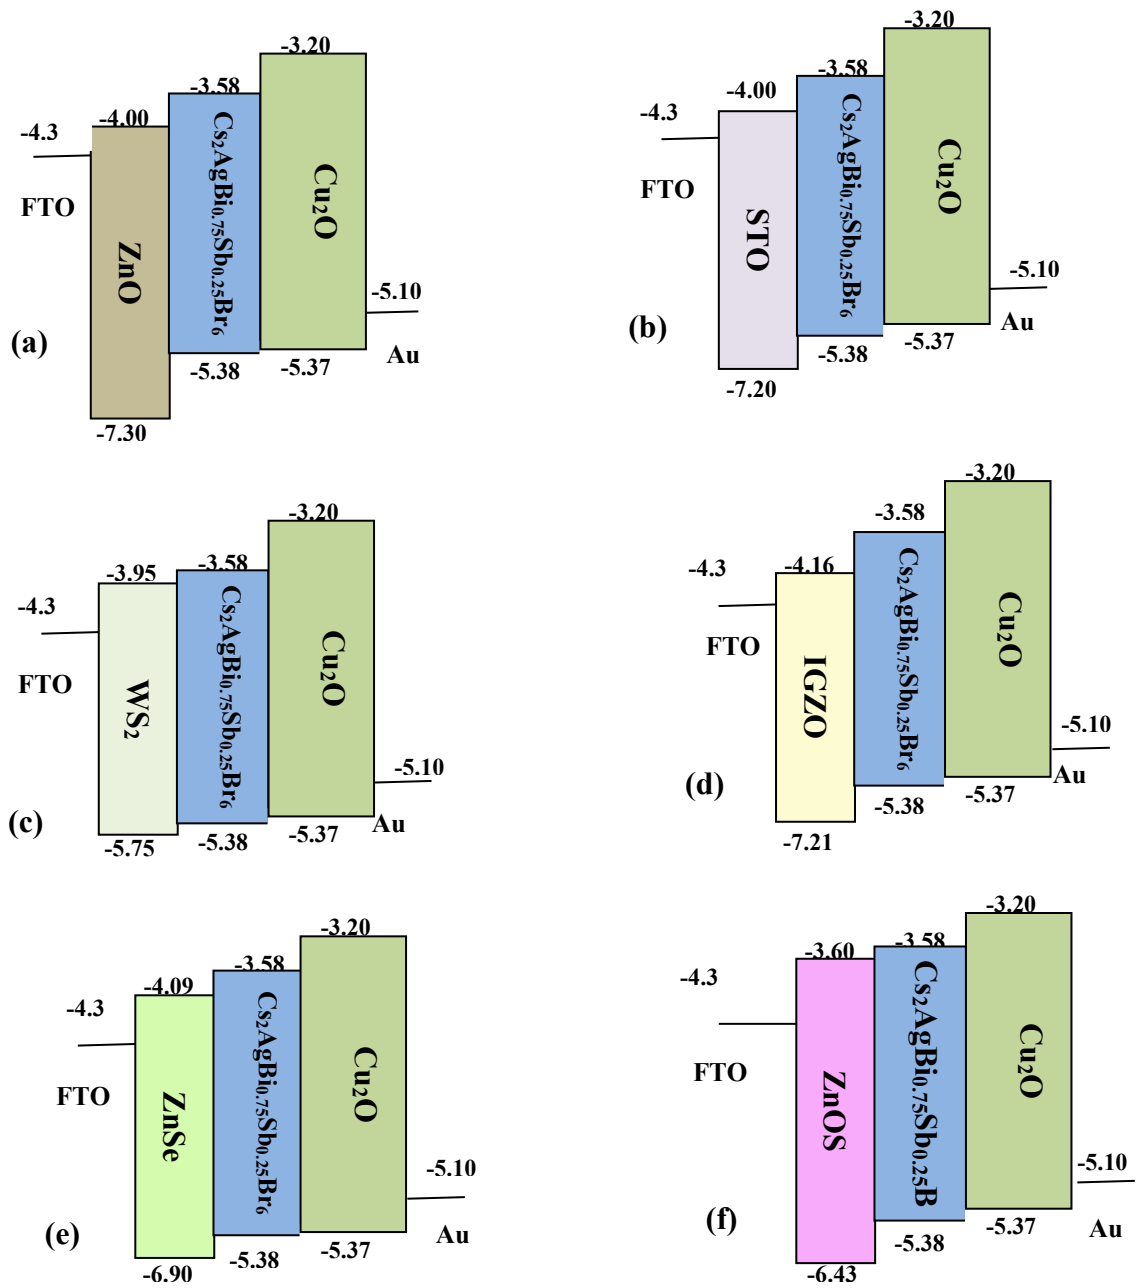 -3.20
-3.58
-4.00
-4.3
FTO
ZnO
Cs₂AgBi₀.₇₅Sb₀.₂₅Br₆
Cu₂O
-5.10
Au
(a)
-5.38
-5.37
-7.30
-3.20
-3.58
-4.00
-4.3
FTO
STO
Cs₂AgBi₀.₇₅Sb₀.₂₅Br₆
Cu₂O
-5.10
Au
(b)
-5.38
-5.37
-7.20
-3.20
-3.58
-3.95
-4.3
FTO
WS₂
Cs₂AgBi₀.₇₅Sb₀.₂₅Br₆
Cu₂O
-5.10
Au
(c)
-5.75
-5.38
-5.37
-3.20
-3.58
-4.16
-4.3
FTO
IGZO
Cs₂AgBi₀.₇₅Sb₀.₂₅Br₆
Cu₂O
-5.10
Au
(d)
-5.38
-5.37
-7.21
-3.20
-3.58
-4.09
-4.3
FTO
ZnSe
Cs₂AgBi₀.₇₅Sb₀.₂₅Br₆
Cu₂O
-5.10
Au
(e)
-5.38
-5.37
-6.90
-3.20
-3.58
-3.60
-4.3
FTO
ZnOS
Cs₂AgBi₀.₇₅Sb₀.₂₅B
Cu₂O
-5.10
Au
(f)
-5.38
-5.37
-6.43